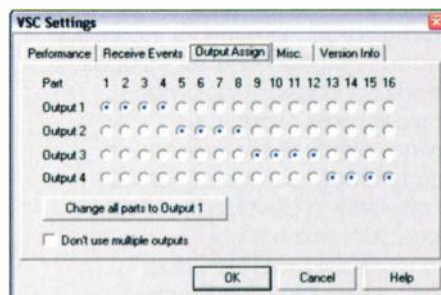 VSC Settings
Performance Receive Events Output Assign Misc. Version Info
Part 1 2 3 4 5 6 7 8 9 10 11 12 13 14 15 16
Output 1
Output 2
Output 3
Output 4
Change all parts to Output 1
Don't use multiple outputs
OK Cancel Help